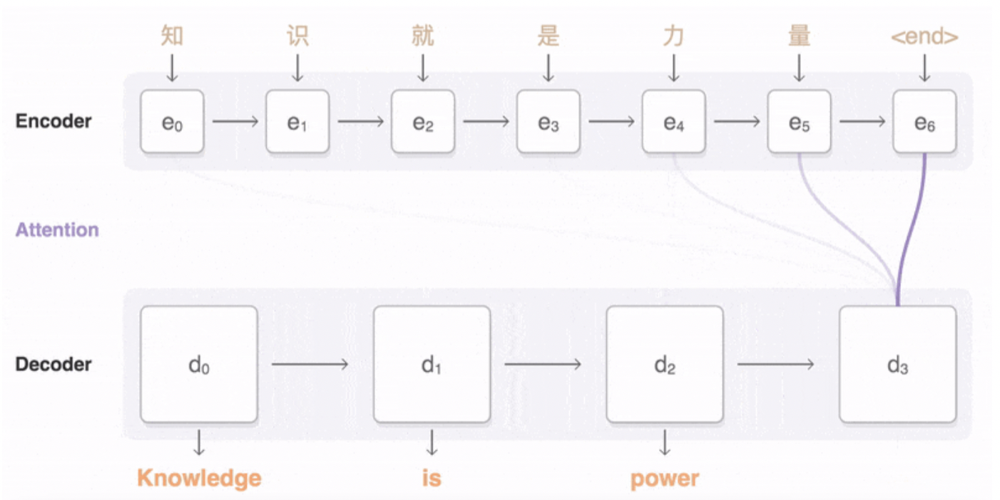 知 识 就 是 力 量 <end>
Encoder e₀ e₁ e₂ e₃ e₄ e₅ e₆
Attention
Decoder d₀ d₁ d₂ d₃
Knowledge is power